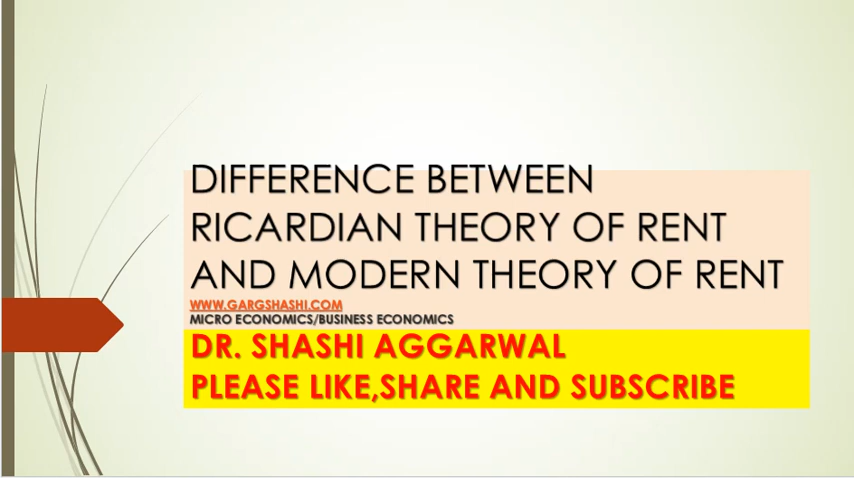 DIFFERENCE BETWEEN
RICARDIAN THEORY OF RENT
AND MODERN THEORY OF RENT
WWW.GARGSHASHI.COM
MICRO ECONOMICS/BUSINESS ECONOMICS
DR. SHASHI AGGARWAL
PLEASE LIKE,SHARE AND SUBSCRIBE